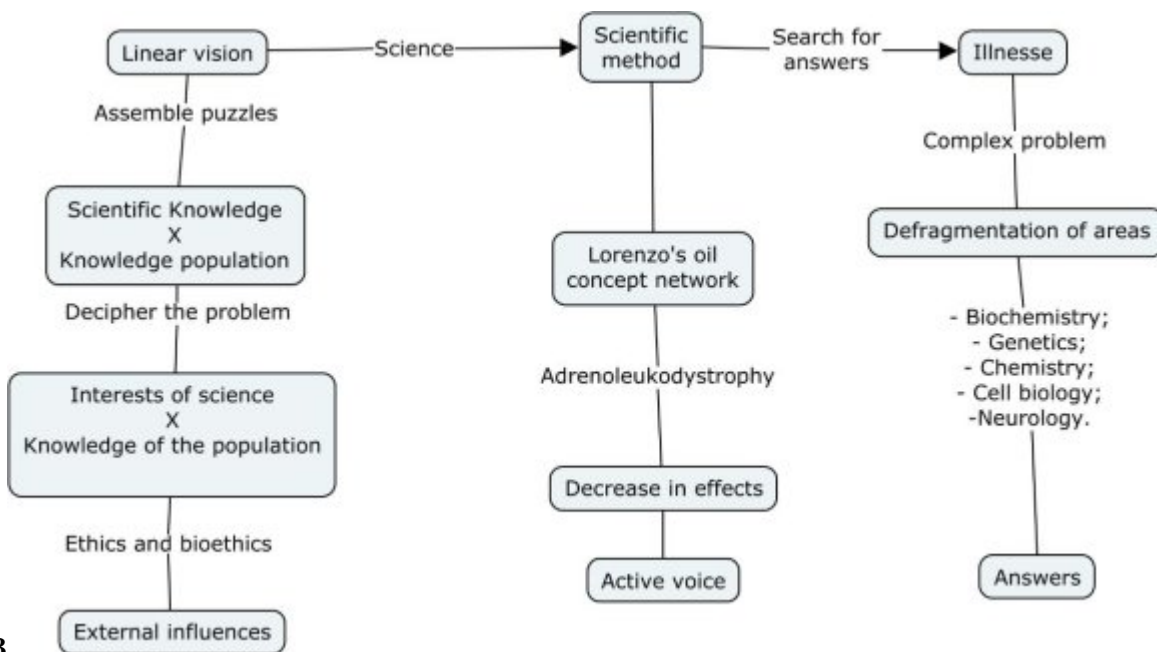 Linear vision
Science
Scientific
method
Search for
answers
Illnesse
Assemble puzzles
Complex problem
Scientific Knowledge
X
Knowledge population
Defragmentation of areas
Lorenzo's oil
concept network
Decipher the problem
- Biochemistry;
- Genetics;
- Chemistry;
- Cell biology;
-Neurology.
Adrenoleukodystrophy
Interests of science
X
Knowledge of the population
Decrease in effects
Ethics and bioethics
Active voice
Answers
External influences